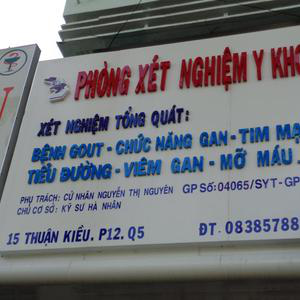 PHÒNG XÉT NGHIỆM Y
XÉT NGHIỆM TỔNG QUÁT:
BỆNH GOUT - CHỨC NĂNG GAN - TIM
TIỂU ĐƯỜNG - VIÊM GAN - MỠ MÁU
PHỤ TRÁCH: CỬ NHÂN NGUYỄN THỊ NGUYÊN GP SỐ: 04065/SYT-GP
CHỦ CƠ SỞ: KỸ SƯ HÀ NHÂN
15 THUẬN KIỀU. P12. Q5 ĐT. 08385788